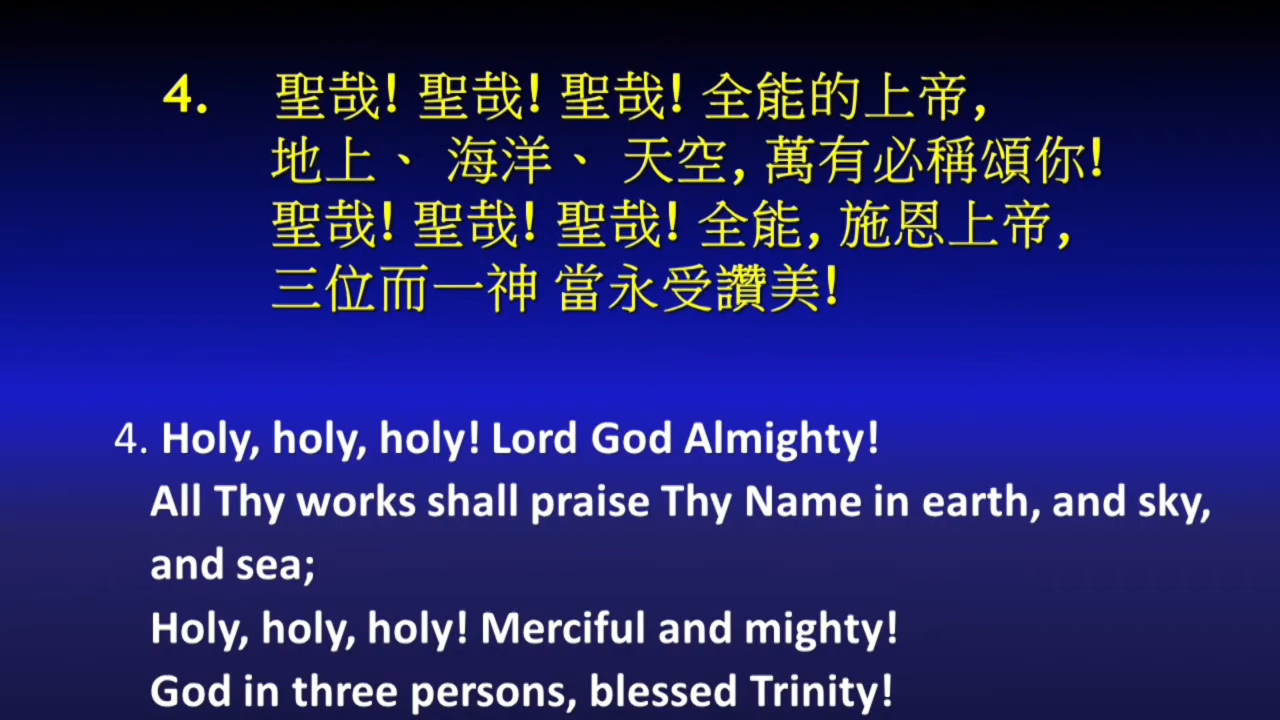 4. 聖哉! 聖哉! 聖哉! 全能的上帝,
地上、 海洋、 天空, 萬有必稱頌你!
聖哉! 聖哉! 聖哉! 全能, 施恩上帝,
三位而一神 當永受讚美!
4. Holy, holy, holy! Lord God Almighty!
All Thy works shall praise Thy Name in earth, and sky,
and sea;
Holy, holy, holy! Merciful and mighty!
God in three persons, blessed Trinity!